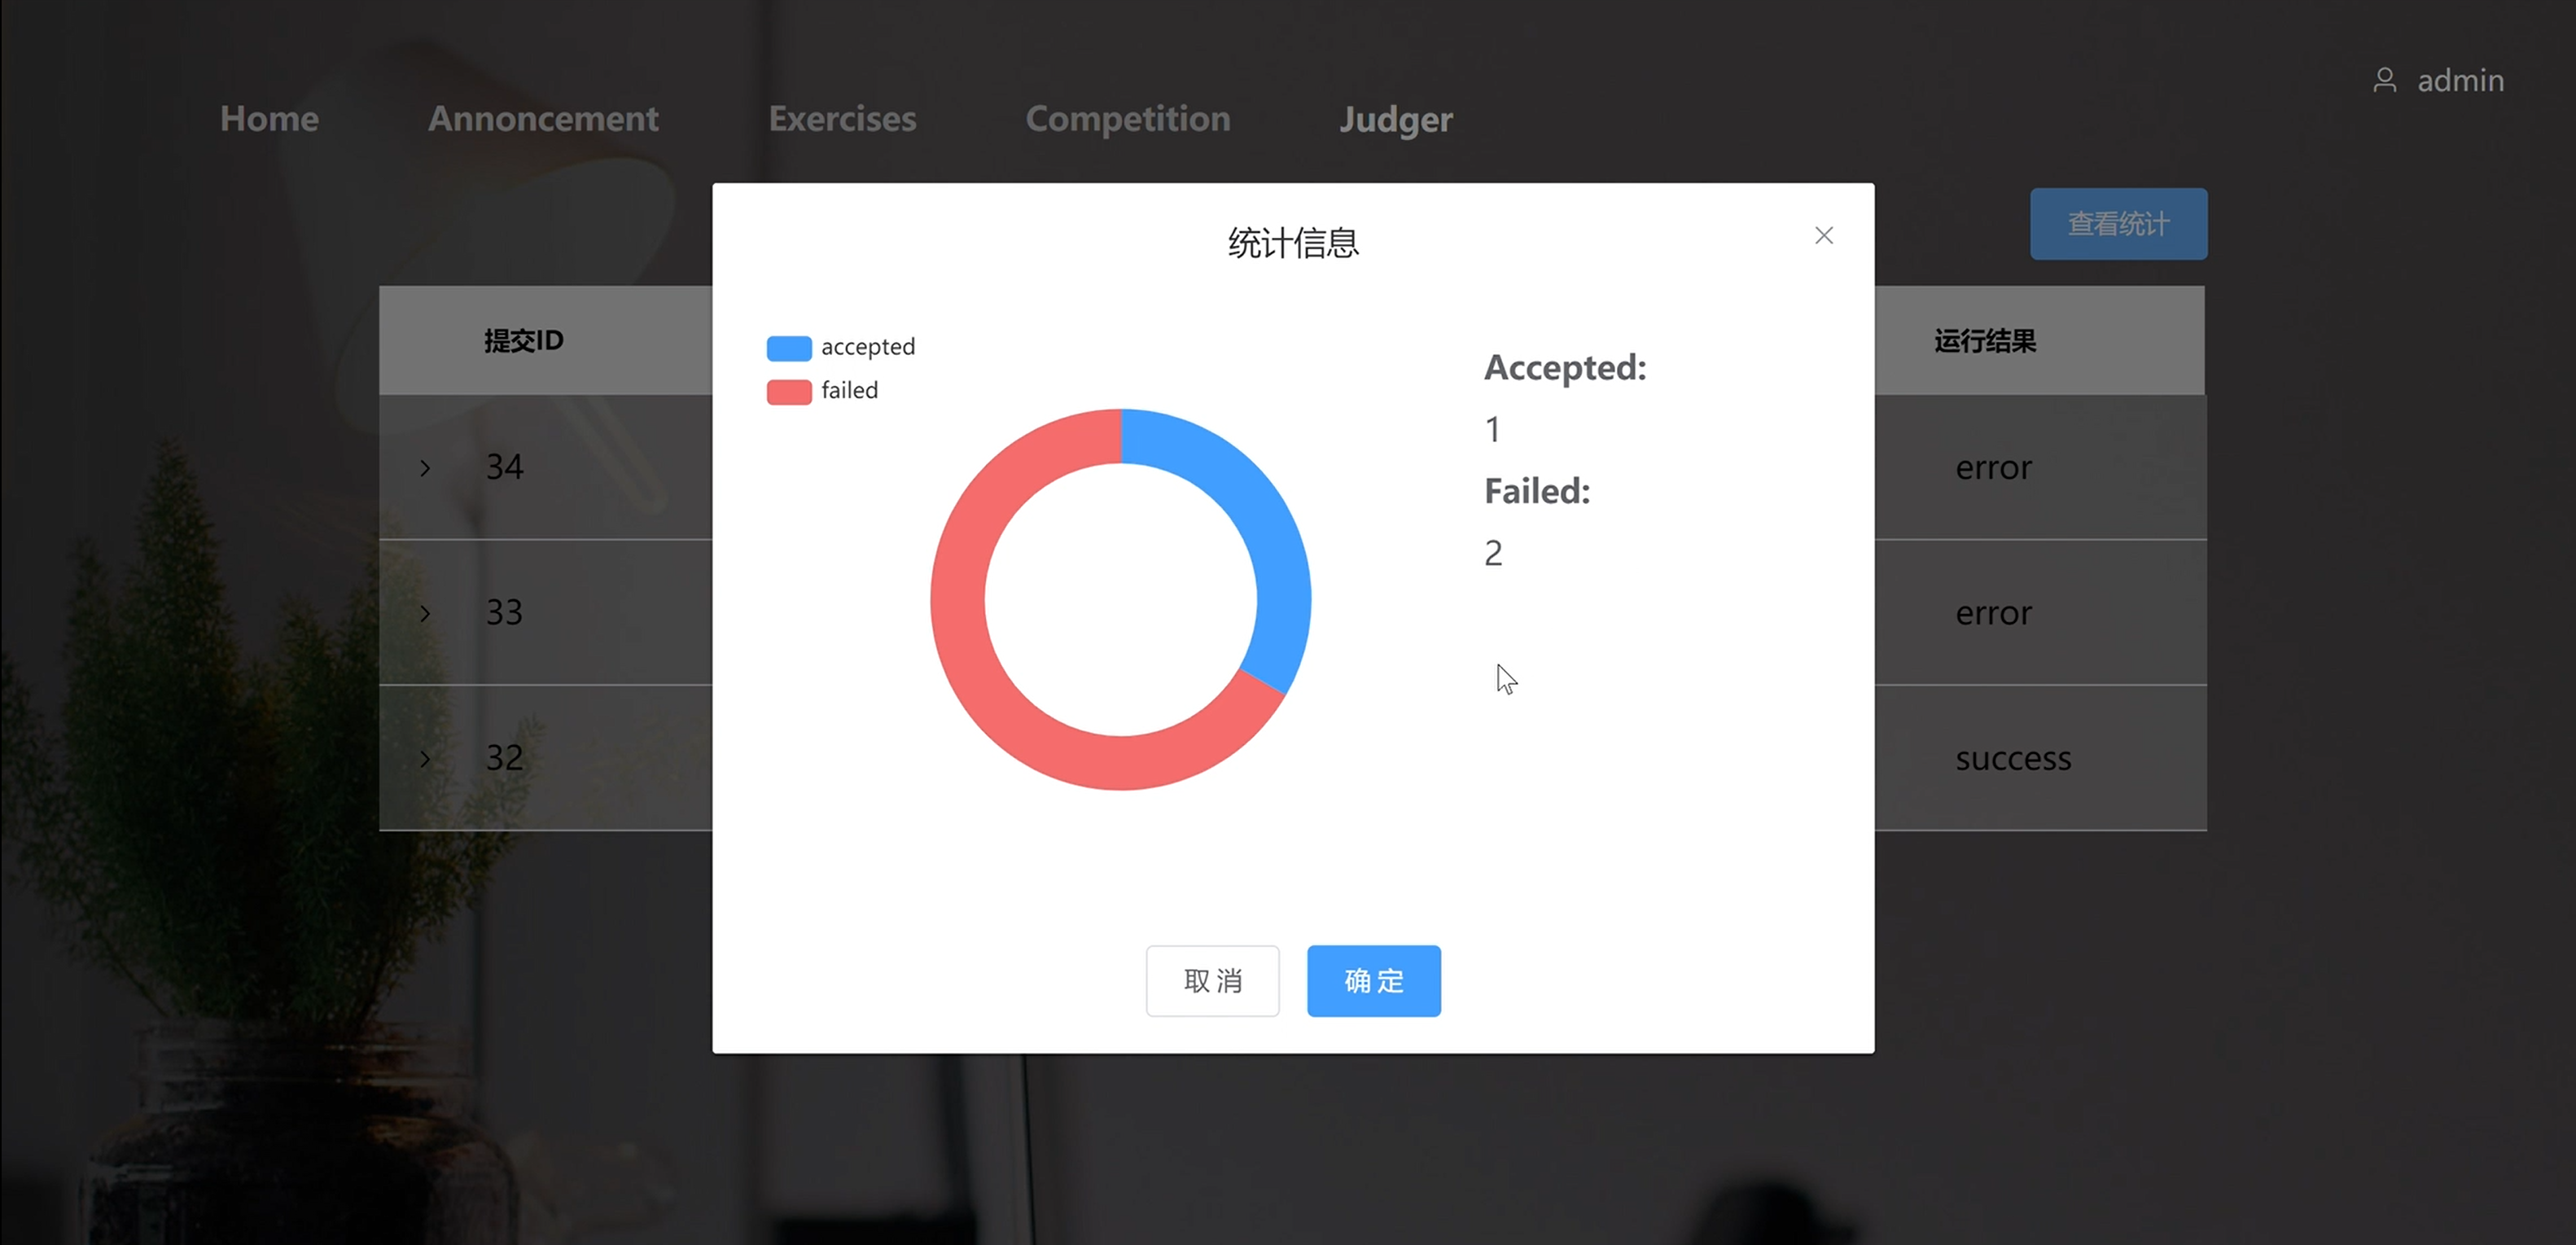 admin
Home Annoncement Exercises Competition Judger
查看统计
统计信息
提交ID 运行结果
accepted
failed
Accepted:
1
Failed:
2
34 error
33 error
32 success
取消 确定